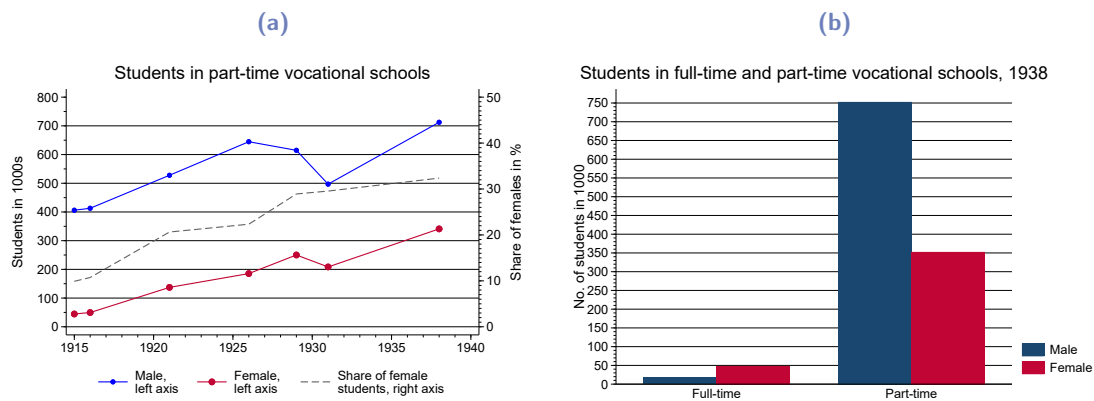 (a)
Students in part-time vocational schools
Students in 1000s
800
700
600
500
400
300
200
100
0
50
40
30
20
10
0
Share of females in %
1915
1920
1925
1930
1935
1940
Male,
left axis
Female,
left axis
Share of female
students, right axis
(b)
Students in full-time and part-time vocational schools, 1938
No. of students in 1000
750
700
650
600
550
500
450
400
350
300
250
200
150
100
50
0
Full-time
Part-time
Male
Female